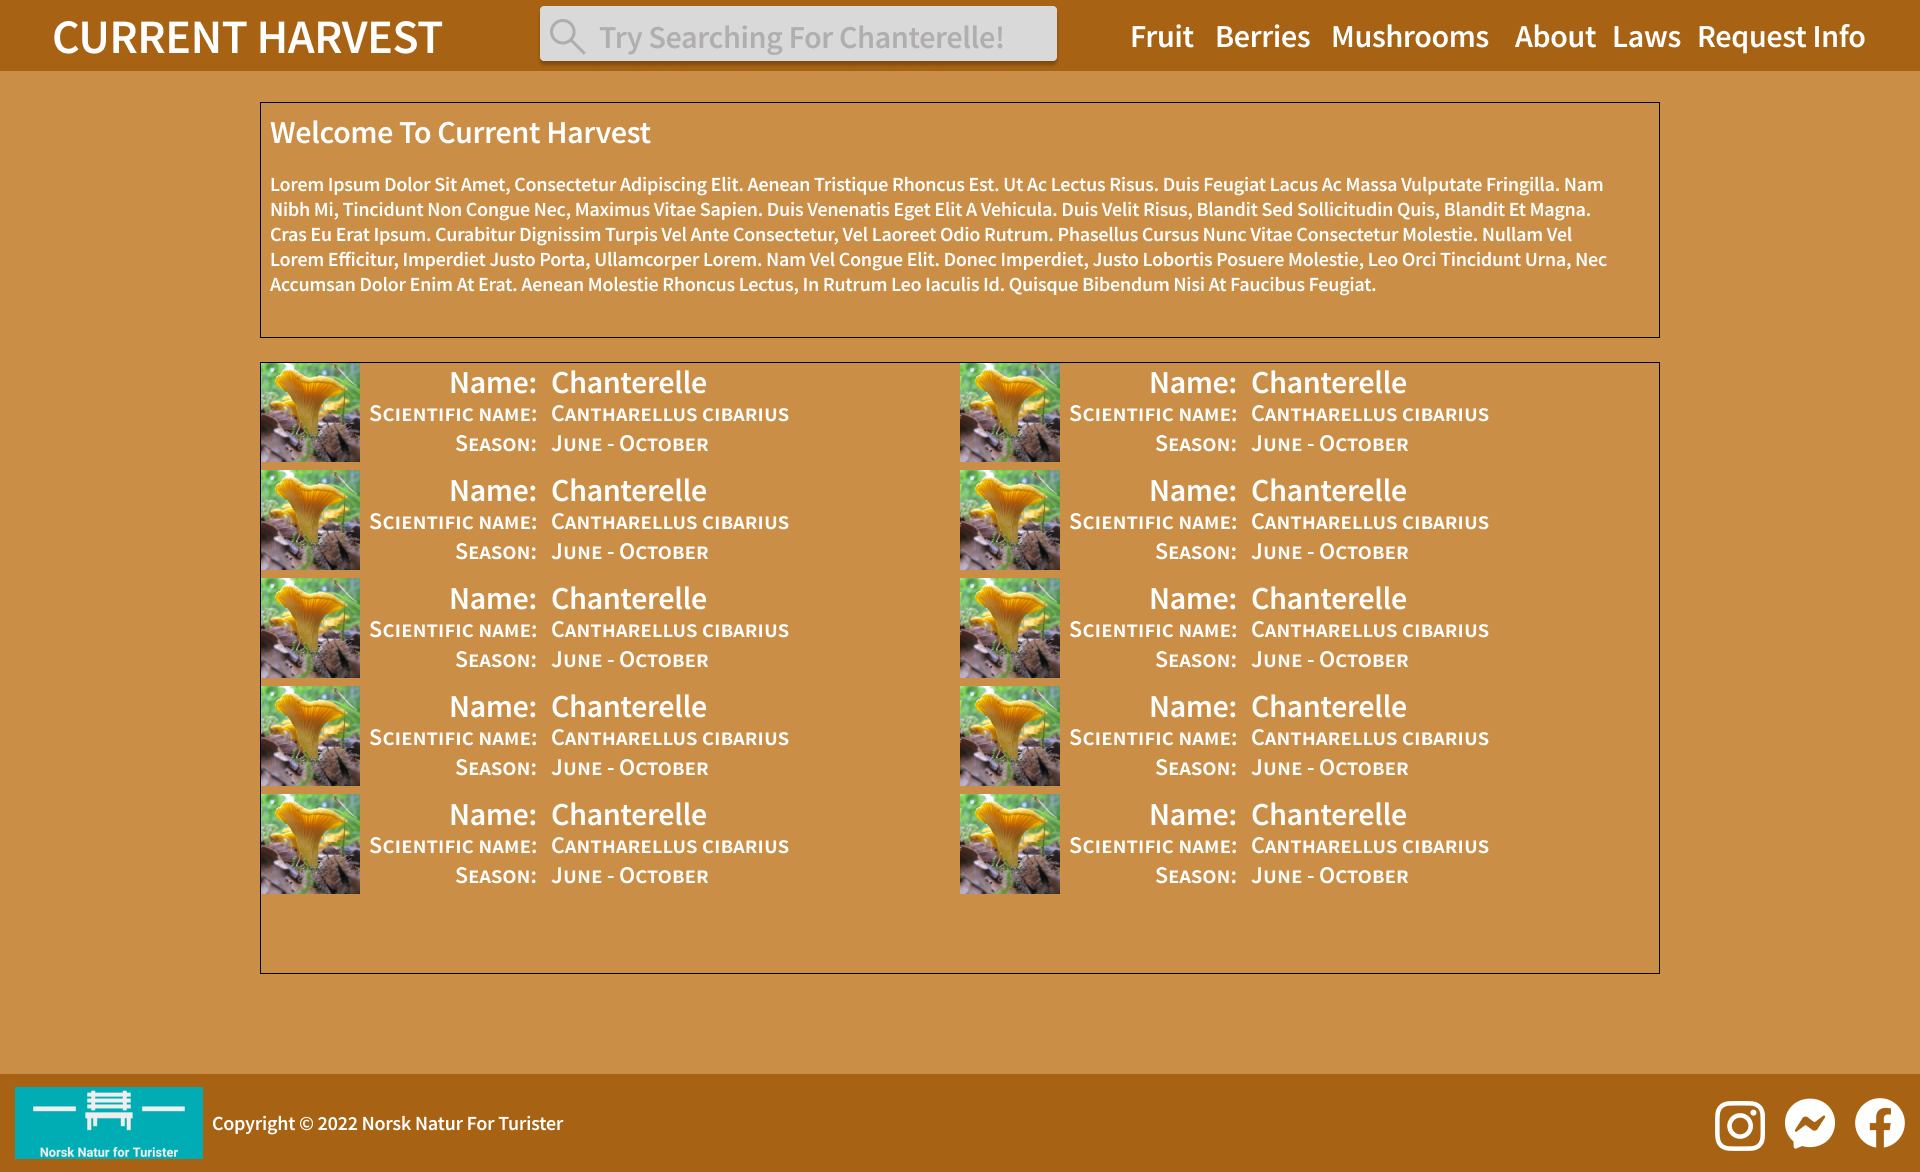 CURRENT HARVEST
Try Searching For Chanterelle!
Fruit Berries Mushrooms About Laws Request Info
Welcome To Current Harvest
Lorem Ipsum Dolor Sit Amet, Consectetur Adipiscing Elit. Aenean Tristique Rhoncus Est. Ut Ac Lectus Risus. Duis Feugiat Lacus Ac Massa Vulputate Fringilla. Nam
Nibh Mi, Tincidunt Non Congue Nec, Maximus Vitae Sapien. Duis Venenatis Eget Elit A Vehicula. Duis Velit Risus, Blandit Sed Sollicitudin Quis, Blandit Et Magna.
Cras Eu Erat Ipsum. Curabitur Dignissim Turpis Vel Ante Consectetur, Vel Laoreet Odio Rutrum. Phasellus Cursus Nunc Vitae Consectetur Molestie. Nullam Vel
Lorem Efficitur, Imperdiet Justo Porta, Ullamcorper Lorem. Nam Vel Congue Elit. Donec Imperdiet, Justo Lobortis Posuere Molestie, Leo Orci Tincidunt Urna, Nec
Accumsan Dolor Enim At Erat. Aenean Molestie Rhoncus Lectus, In Rutrum Leo Iaculis Id. Quisque Bibendum Nisi At Faucibus Feugiat.
Name: Chanterelle
Scientific name: Cantharellus cibarius
Season: June - October
Name: Chanterelle
Scientific name: Cantharellus cibarius
Season: June - October
Name: Chanterelle
Scientific name: Cantharellus cibarius
Season: June - October
Name: Chanterelle
Scientific name: Cantharellus cibarius
Season: June - October
Name: Chanterelle
Scientific name: Cantharellus cibarius
Season: June - October
Name: Chanterelle
Scientific name: Cantharellus cibarius
Season: June - October
Name: Chanterelle
Scientific name: Cantharellus cibarius
Season: June - October
Name: Chanterelle
Scientific name: Cantharellus cibarius
Season: June - October
Name: Chanterelle
Scientific name: Cantharellus cibarius
Season: June - October
Name: Chanterelle
Scientific name: Cantharellus cibarius
Season: June - October
Norsk Natur for Turister
Copyright © 2022 Norsk Natur For Turister